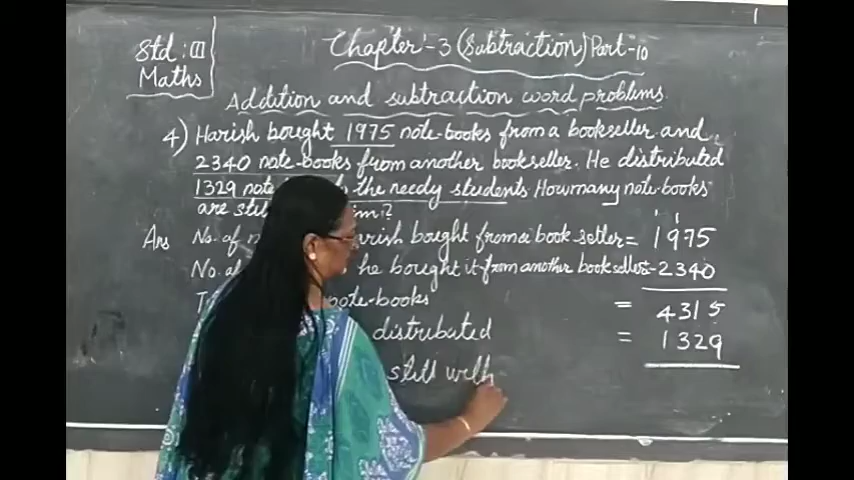 Std : III
Maths
Chapter - 3 (Subtraction) Part - 10
Addition and subtraction word problems.
4) Harish bought 1975 note-books from a bookseller and
2340 note-books from another bookseller. He distributed
1329 note the needy students. How many note-books
are
Ans No. of bought from a book seller = 1975
No. of he bought it from another book seller = 2340
note-books = 4315
distributed = 1329
still with